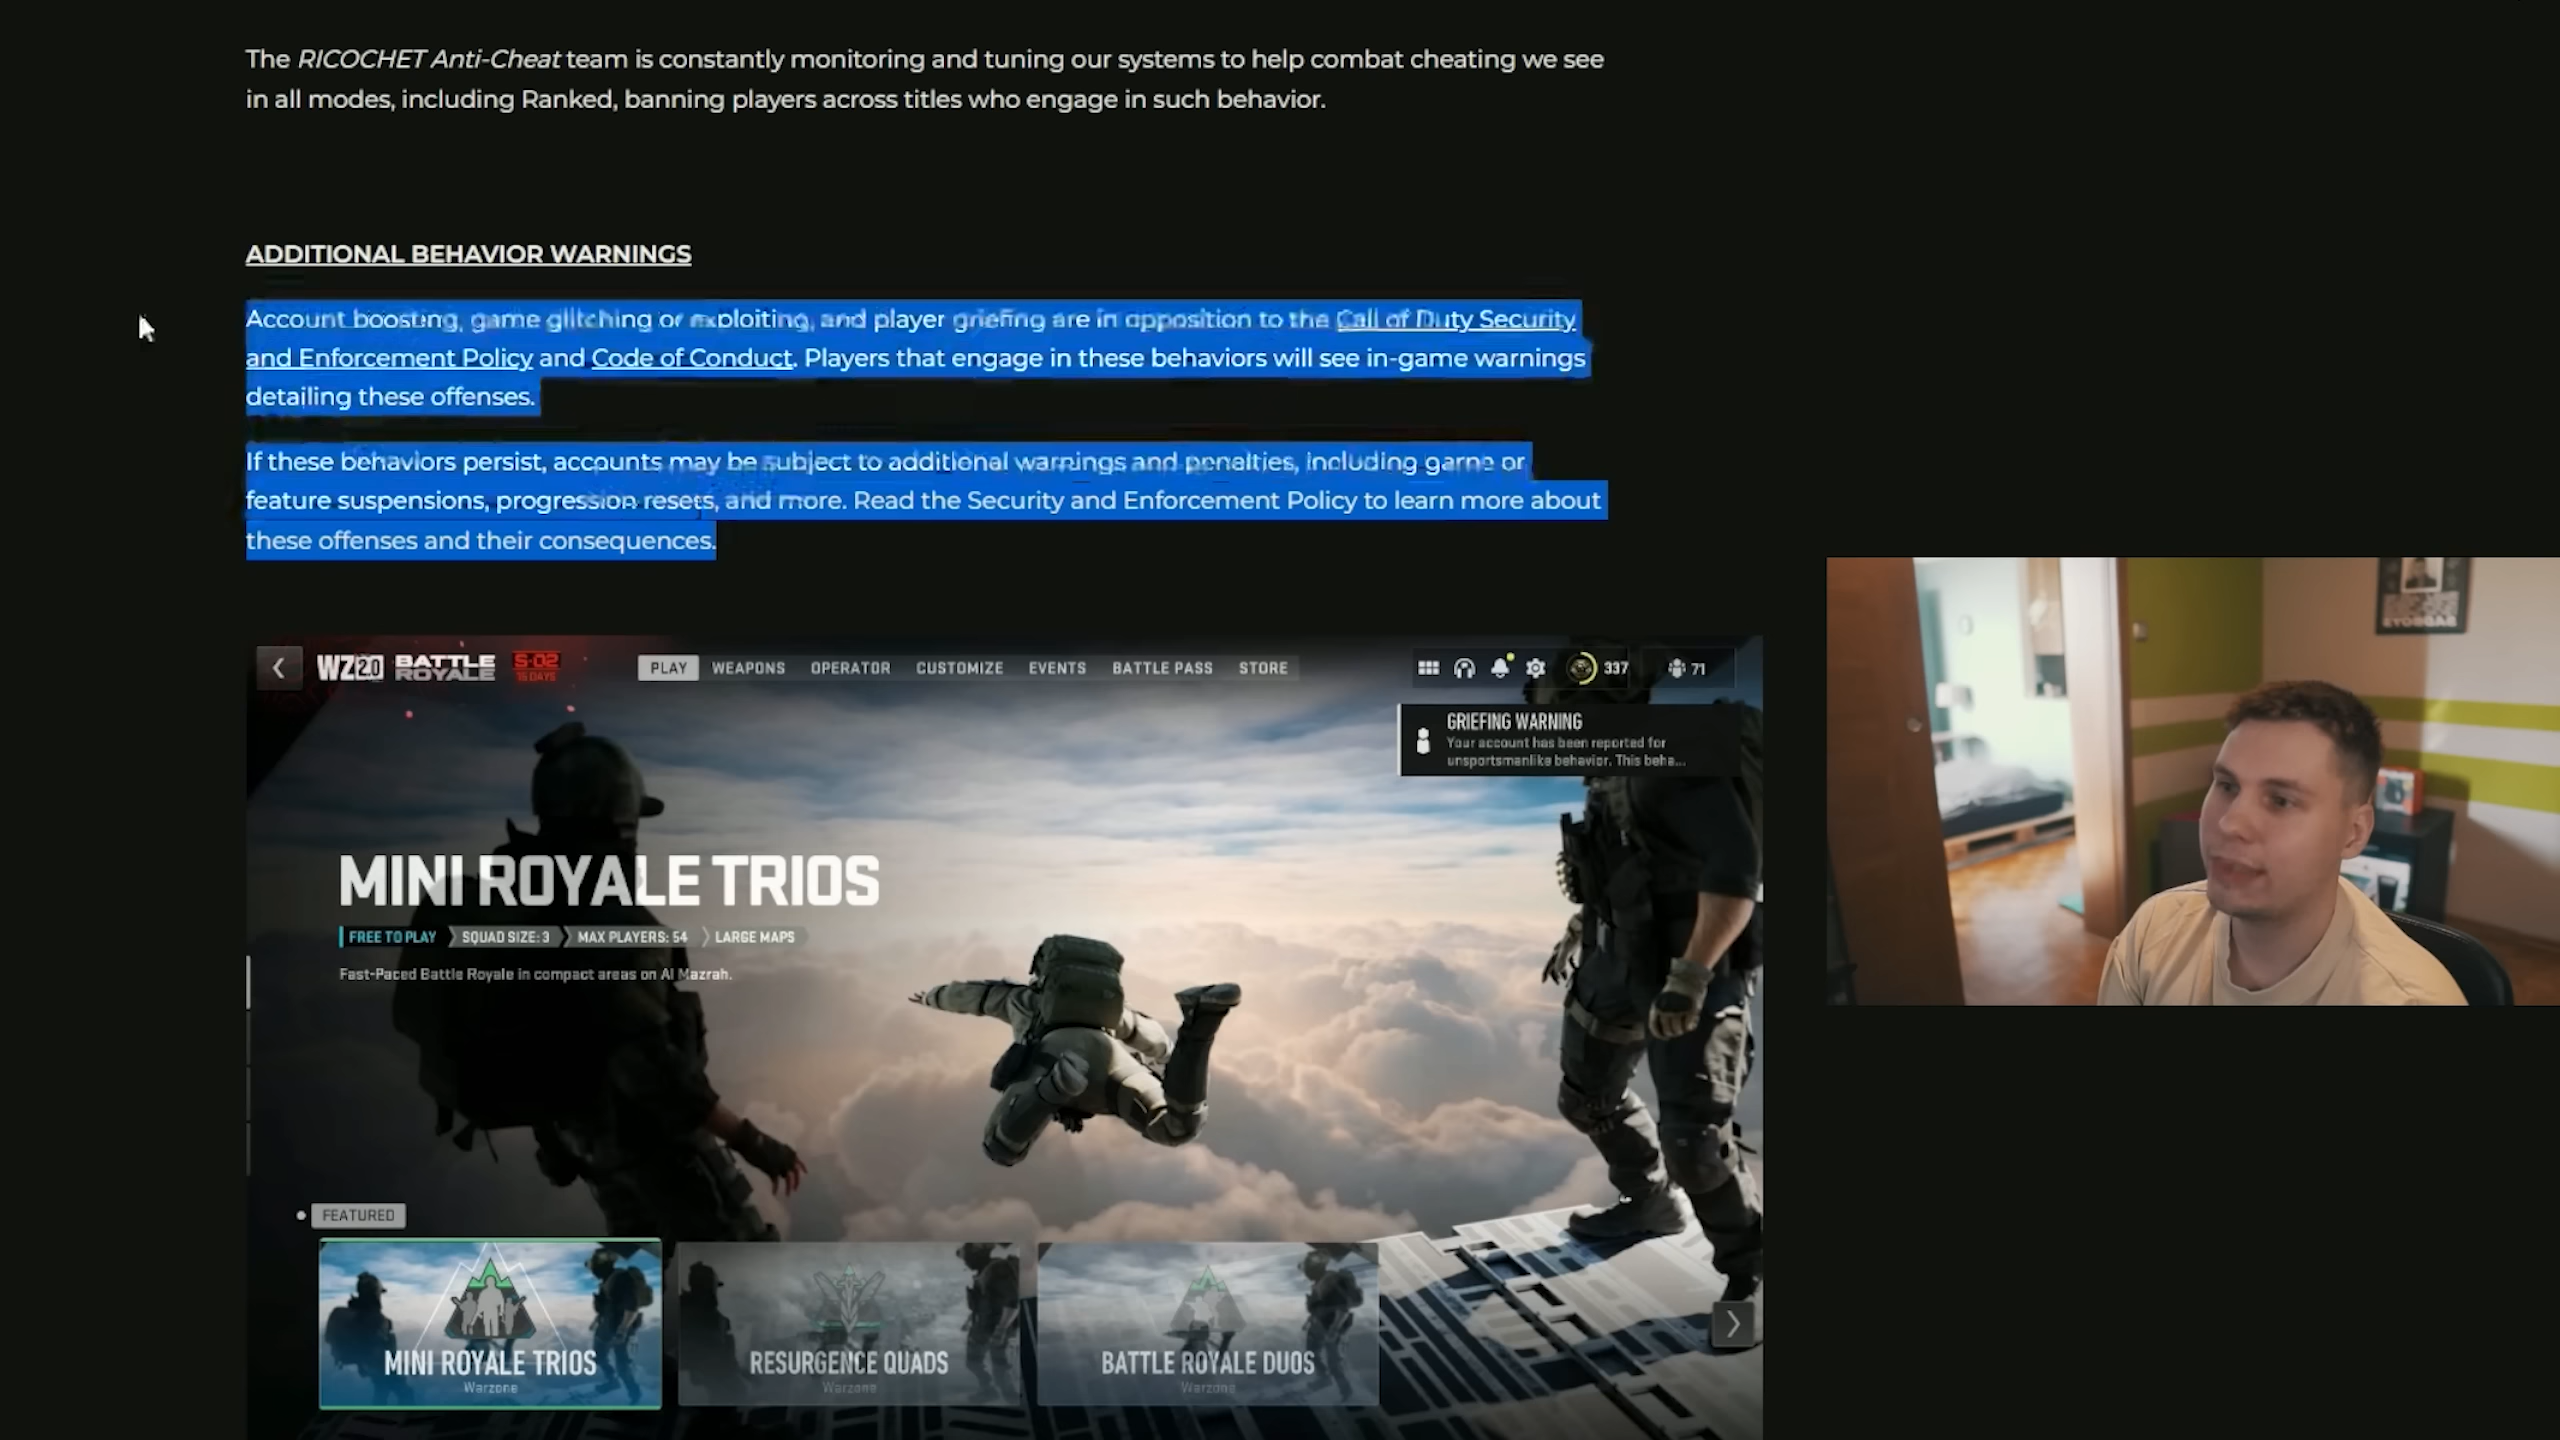 The RICOCHET Anti-Cheat team is constantly monitoring and tuning our systems to help combat cheating we see
in all modes, including Ranked, banning players across titles who engage in such behavior.
ADDITIONAL BEHAVIOR WARNINGS
Account boosting, game glitching or exploiting, and player griefing are in opposition to the Call of Duty Security
and Enforcement Policy and Code of Conduct. Players that engage in these behaviors will see in-game warnings
detailing these offenses.
If these behaviors persist, accounts may be subject to additional warnings and penalties, including game or
feature suspensions, progression resets, and more. Read the Security and Enforcement Policy to learn more about
these offenses and their consequences.
WZ 2.0 BATTLE ROYALE S-02 15 DAYS
PLAY WEAPONS OPERATOR CUSTOMIZE EVENTS BATTLE PASS STORE
337 71
GRIEFING WARNING
Your account has been reported for
unsportsmanlike behavior. This beha...
MINI ROYALE TRIOS
FREE TO PLAY SQUAD SIZE: 3 MAX PLAYERS: 54 LARGE MAPS
Fast-Paced Battle Royale in compact areas on Al Mazrah.
FEATURED
MINI ROYALE TRIOS
Warzone
RESURGENCE QUADS
Warzone
BATTLE ROYALE DUOS
Warzone